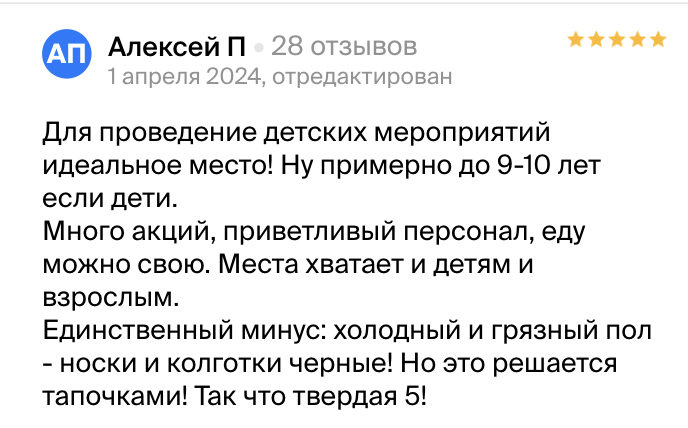 АП
Алексей П • 28 отзывов
1 апреля 2024, отредактирован
Для проведение детских мероприятий
идеальное место! Ну примерно до 9-10 лет
если дети.
Много акций, приветливый персонал, еду
можно свою. Места хватает и детям и
взрослым.
Единственный минус: холодный и грязный пол
- носки и колготки черные! Но это решается
тапочками! Так что твердая 5!